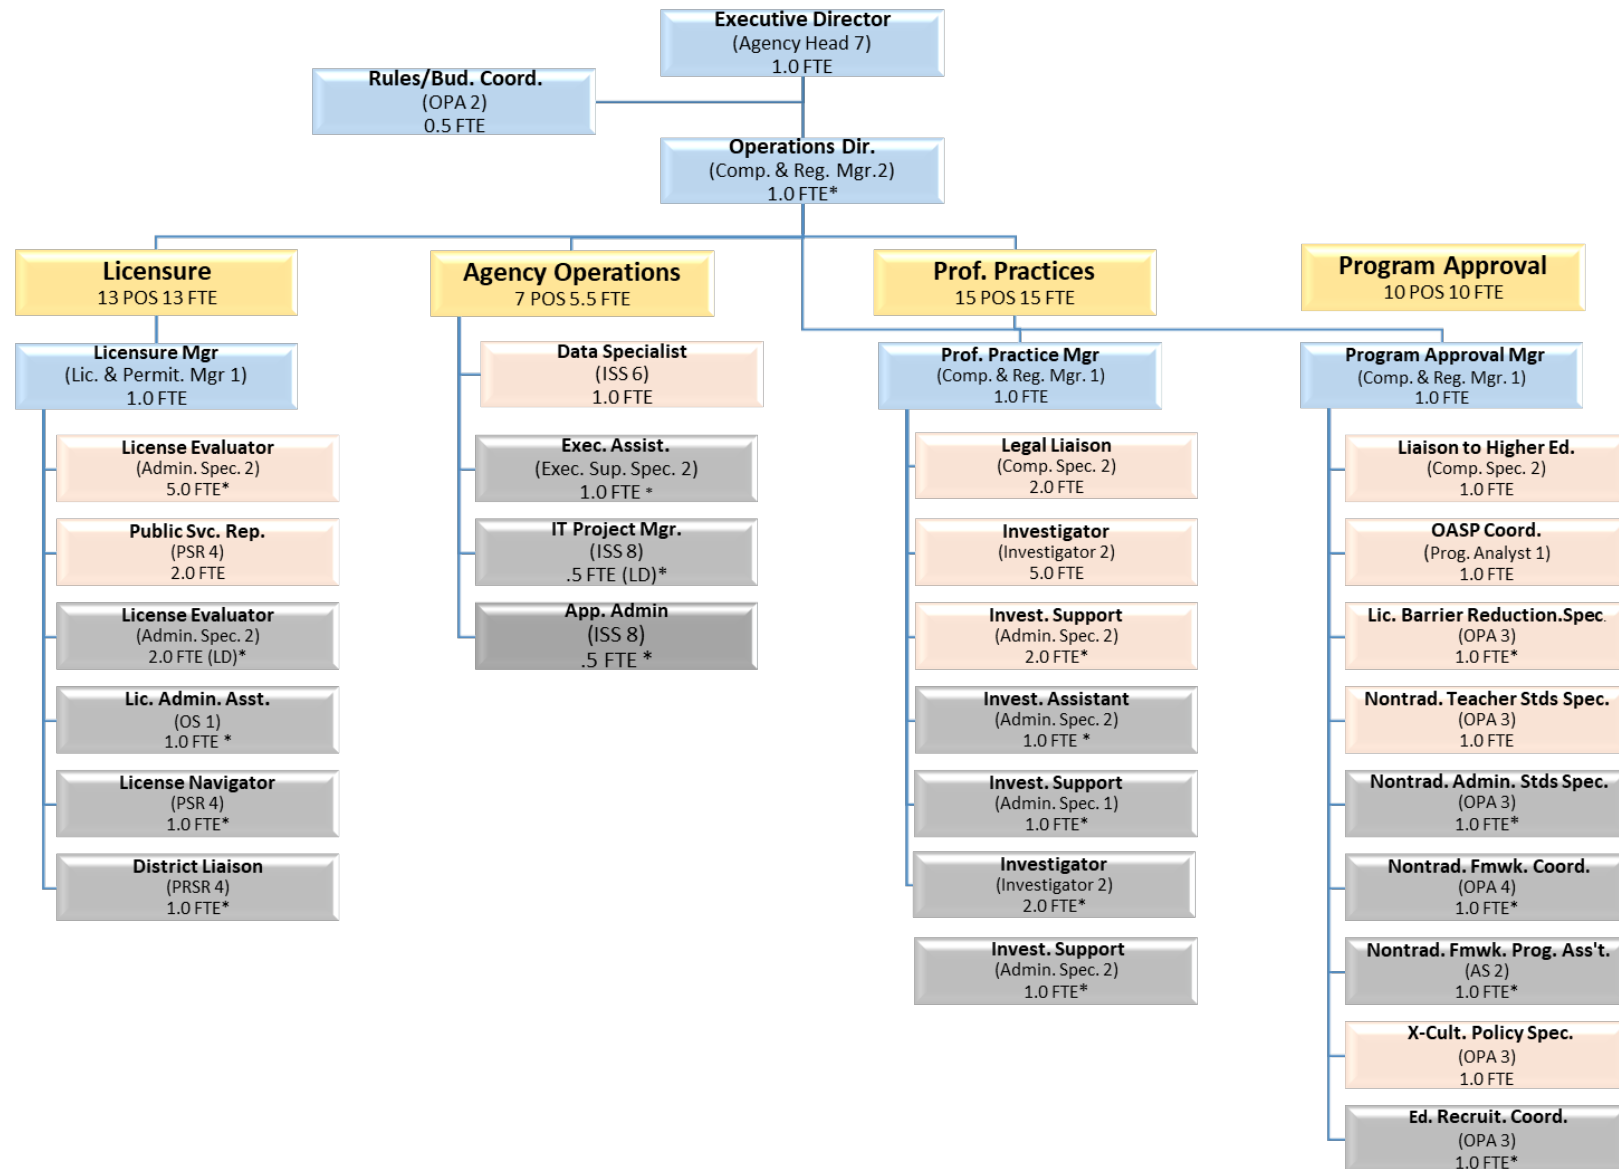 Executive Director
(Agency Head 7)
1.0 FTE
Rules/Bud. Coord.
(OPA 2)
0.5 FTE
Operations Dir.
(Comp. & Reg. Mgr.2)
1.0 FTE*
Licensure
13 POS 13 FTE
Agency Operations
7 POS 5.5 FTE
Prof. Practices
15 POS 15 FTE
Program Approval
10 POS 10 FTE
Licensure Mgr
(Lic. & Permit. Mgr 1)
1.0 FTE
License Evaluator
(Admin. Spec. 2)
5.0 FTE*
Public Svc. Rep.
(PSR 4)
2.0 FTE
License Evaluator
(Admin. Spec. 2)
2.0 FTE (LD)*
Lic. Admin. Asst.
(OS 1)
1.0 FTE *
License Navigator
(PSR 4)
1.0 FTE*
District Liaison
(PRSR 4)
1.0 FTE*
Data Specialist
(ISS 6)
1.0 FTE
Exec. Assist.
(Exec. Sup. Spec. 2)
1.0 FTE *
IT Project Mgr.
(ISS 8)
.5 FTE (LD)*
App. Admin
(ISS 8)
.5 FTE *
Prof. Practice Mgr
(Comp. & Reg. Mgr. 1)
1.0 FTE
Legal Liaison
(Comp. Spec. 2)
2.0 FTE
Investigator
(Investigator 2)
5.0 FTE
Invest. Support
(Admin. Spec. 2)
2.0 FTE*
Invest. Assistant
(Admin. Spec. 2)
1.0 FTE *
Invest. Support
(Admin. Spec. 1)
1.0 FTE*
Investigator
(Investigator 2)
2.0 FTE*
Invest. Support
(Admin. Spec. 2)
1.0 FTE*
Program Approval Mgr
(Comp. & Reg. Mgr. 1)
1.0 FTE
Liaison to Higher Ed.
(Comp. Spec. 2)
1.0 FTE
OASP Coord.
(Prog. Analyst 1)
1.0 FTE
Lic. Barrier Reduction.Spec.
(OPA 3)
1.0 FTE*
Nontrad. Teacher Stds Spec.
(OPA 3)
1.0 FTE
Nontrad. Admin. Stds Spec.
(OPA 3)
1.0 FTE*
Nontrad. Fmwk. Coord.
(OPA 4)
1.0 FTE*
Nontrad. Fmwk. Prog. Ass't.
(AS 2)
1.0 FTE*
X-Cult. Policy Spec.
(OPA 3)
1.0 FTE
Ed. Recruit. Coord.
(OPA 3)
1.0 FTE*